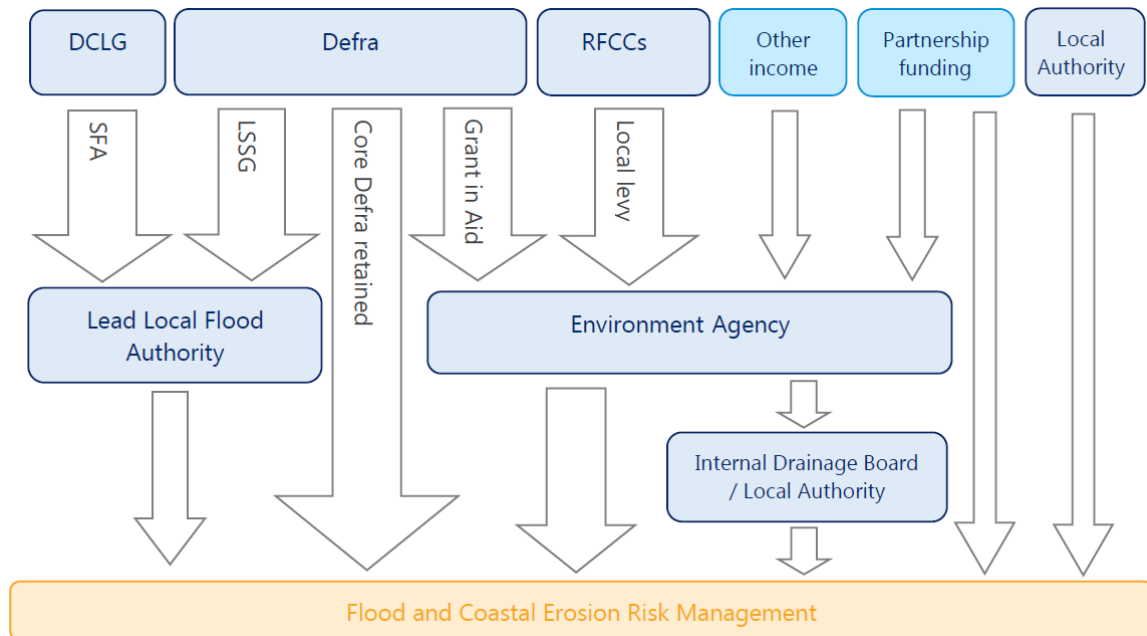 DCLG
Defra
RFCCs
Other
income
Partnership
funding
Local
Authority
SFA
LSSG
Core Defra retained
Grant in Aid
Local levy
Lead Local Flood
Authority
Environment Agency
Internal Drainage Board
/ Local Authority
Flood and Coastal Erosion Risk Management